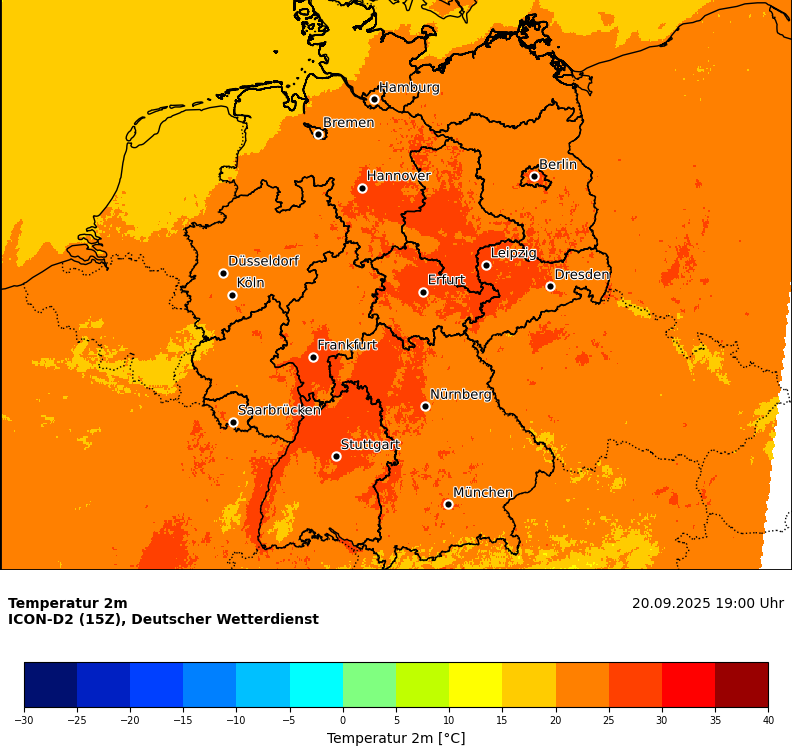 Hamburg
Bremen
Berlin
Hannover
Leipzig
Düsseldorf
Dresden
Köln
Erfurt
Frankfurt
Nürnberg
Saarbrücken
Stuttgart
München
Temperatur 2m
20.09.2025 19:00 Uhr
ICON-D2 (15Z), Deutscher Wetterdienst
−30 −25 −20 −15 −10 −5 0 5 10 15 20 25 30 35 40
Temperatur 2m [°C]